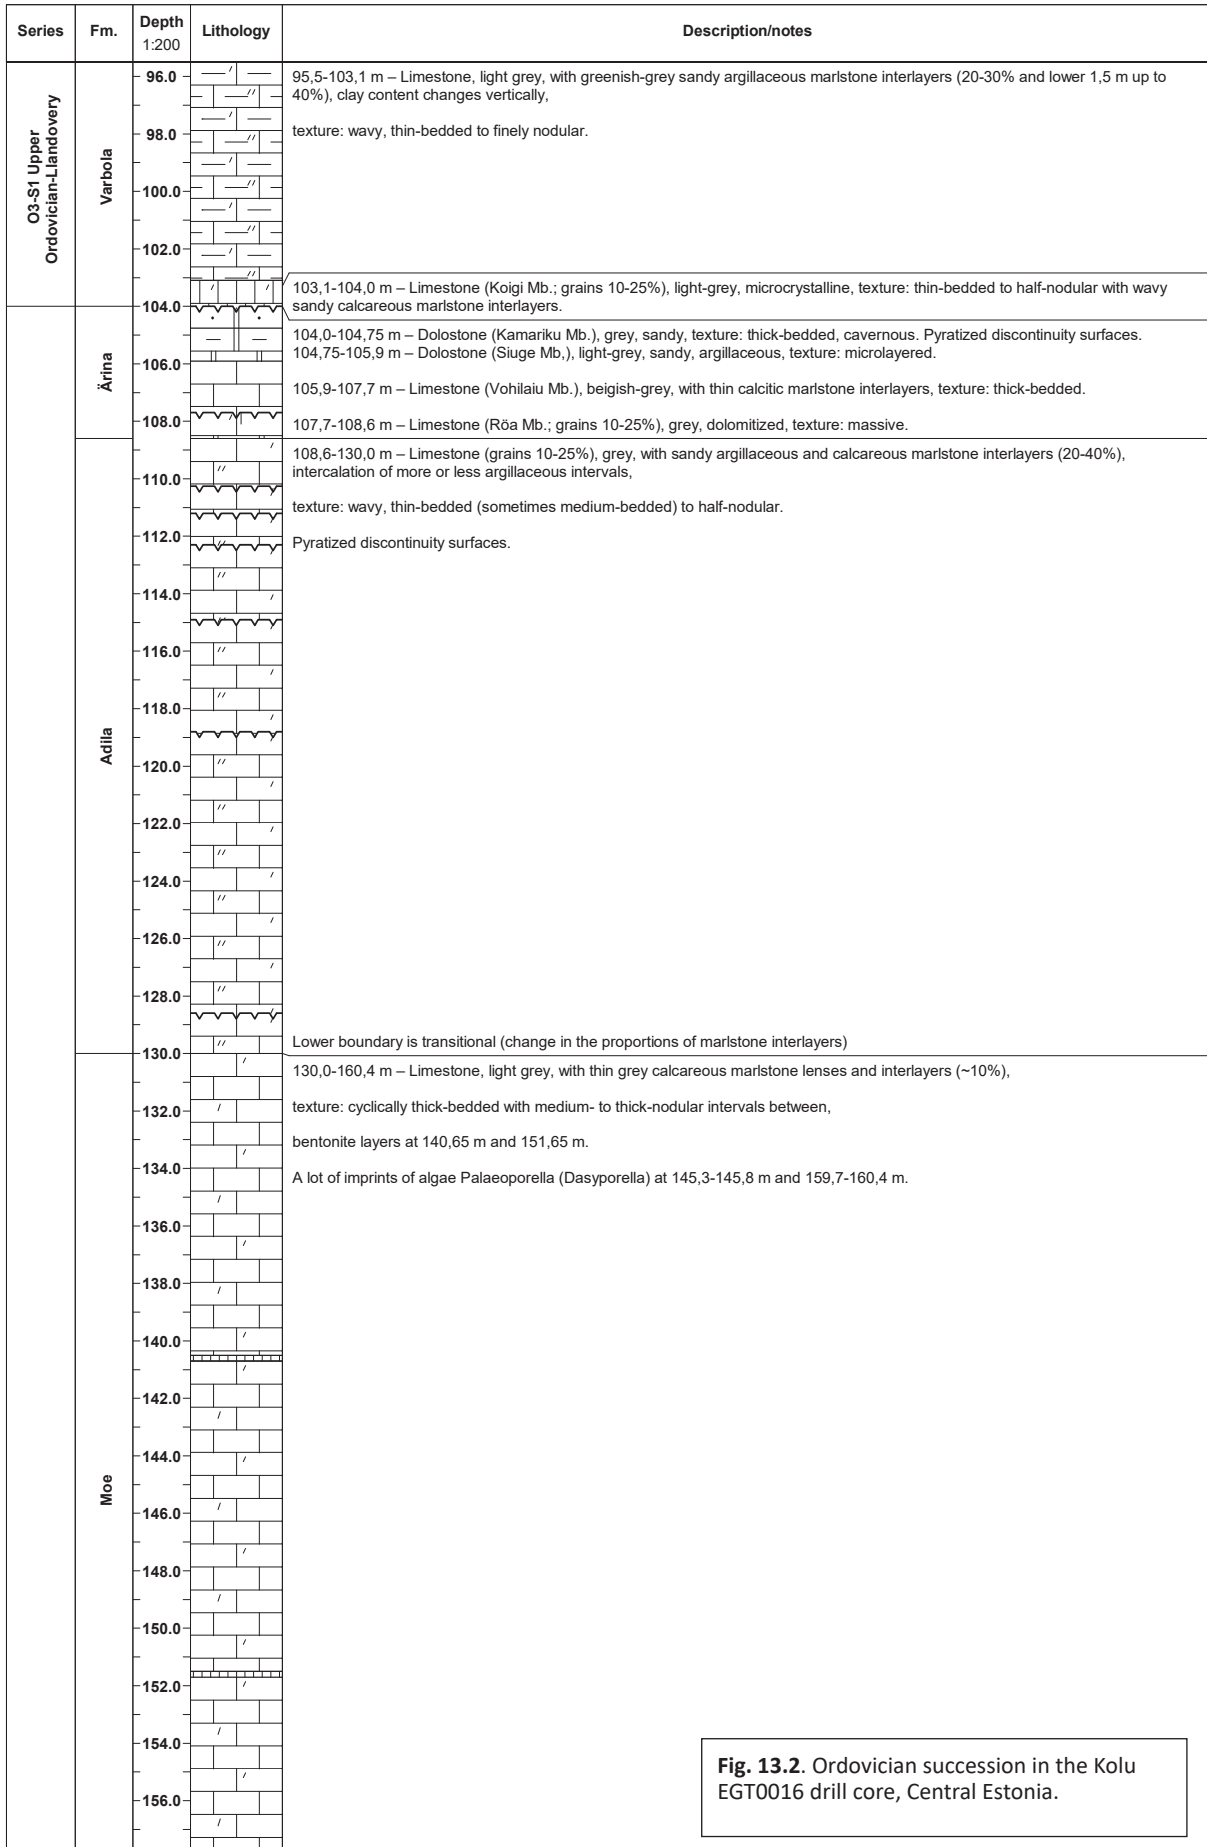 Series
Fm.
Depth
1:200
Lithology
Description/notes
O3-S1 Upper
Ordovician-Llandovery
Varbola
Ärina
Adila
Moe
96.0
98.0
100.0
102.0
104.0
106.0
108.0
110.0
112.0
114.0
116.0
118.0
120.0
122.0
124.0
126.0
128.0
130.0
132.0
134.0
136.0
138.0
140.0
142.0
144.0
146.0
148.0
150.0
152.0
154.0
156.0
95,5-103,1 m – Limestone, light grey, with greenish-grey sandy argillaceous marlstone interlayers (20-30% and lower 1,5 m up to
40%), clay content changes vertically,
texture: wavy, thin-bedded to finely nodular.
103,1-104,0 m – Limestone (Koigi Mb.; grains 10-25%), light-grey, microcrystalline, texture: thin-bedded to half-nodular with wavy
sandy calcareous marlstone interlayers.
104,0-104,75 m – Dolostone (Kamariku Mb.), grey, sandy, texture: thick-bedded, cavernous. Pyratized discontinuity surfaces.
104,75-105,9 m – Dolostone (Siuge Mb,), light-grey, sandy, argillaceous, texture: microlayered.
105,9-107,7 m – Limestone (Vohilaiu Mb.), beigish-grey, with thin calcitic marlstone interlayers, texture: thick-bedded.
107,7-108,6 m – Limestone (Röa Mb.; grains 10-25%), grey, dolomitized, texture: massive.
108,6-130,0 m – Limestone (grains 10-25%), grey, with sandy argillaceous and calcareous marlstone interlayers (20-40%),
intercalation of more or less argillaceous intervals,
texture: wavy, thin-bedded (sometimes medium-bedded) to half-nodular.
Pyratized discontinuity surfaces.
Lower boundary is transitional (change in the proportions of marlstone interlayers)
130,0-160,4 m – Limestone, light grey, with thin grey calcareous marlstone lenses and interlayers (~10%),
texture: cyclically thick-bedded with medium- to thick-nodular intervals between,
bentonite layers at 140,65 m and 151,65 m.
A lot of imprints of algae Palaeoporella (Dasyporella) at 145,3-145,8 m and 159,7-160,4 m.
Fig. 13.2. Ordovician succession in the Kolu
EGT0016 drill core, Central Estonia.